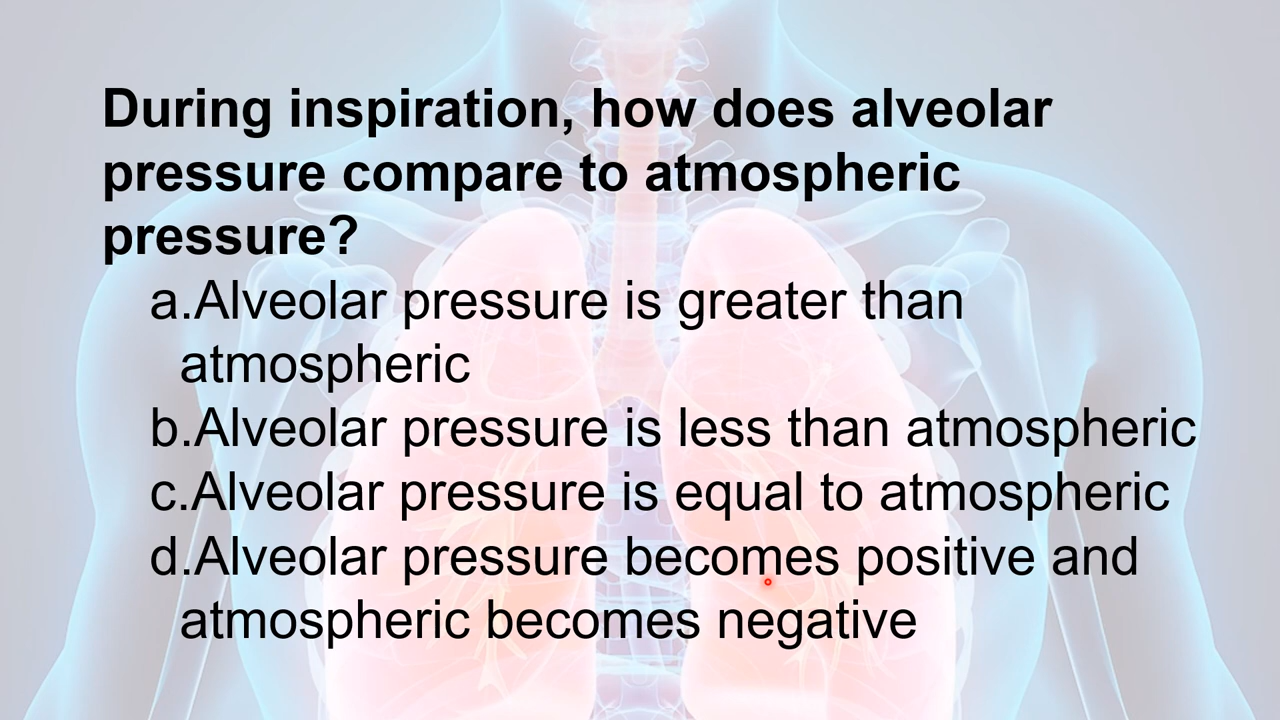 During inspiration, how does alveolar
pressure compare to atmospheric
pressure?
a.Alveolar pressure is greater than
atmospheric
b.Alveolar pressure is less than atmospheric
c.Alveolar pressure is equal to atmospheric
d.Alveolar pressure becomes positive and
atmospheric becomes negative